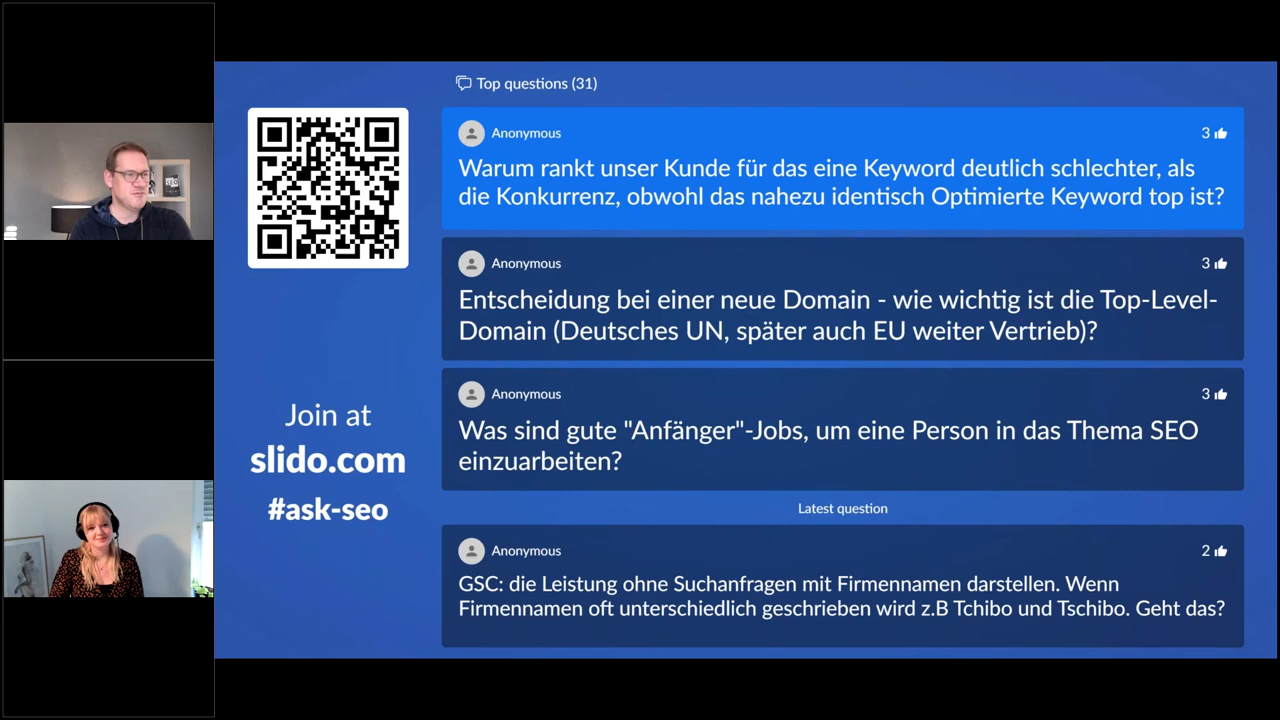 Top questions (31)
Anonymous
3
Warum rankt unser Kunde für das eine Keyword deutlich schlechter, als
die Konkurrenz, obwohl das nahezu identisch Optimierte Keyword top ist?
Anonymous
3
Entscheidung bei einer neue Domain - wie wichtig ist die Top-Level-
Domain (Deutsches UN, später auch EU weiter Vertrieb)?
Anonymous
3
Was sind gute "Anfänger"-Jobs, um eine Person in das Thema SEO
einzuarbeiten?
Latest question
Anonymous
2
GSC: die Leistung ohne Suchanfragen mit Firmennamen darstellen. Wenn
Firmennamen oft unterschiedlich geschrieben wird z.B Tchibo und Tschibo. Geht das?
Join at
slido.com
#ask-seo